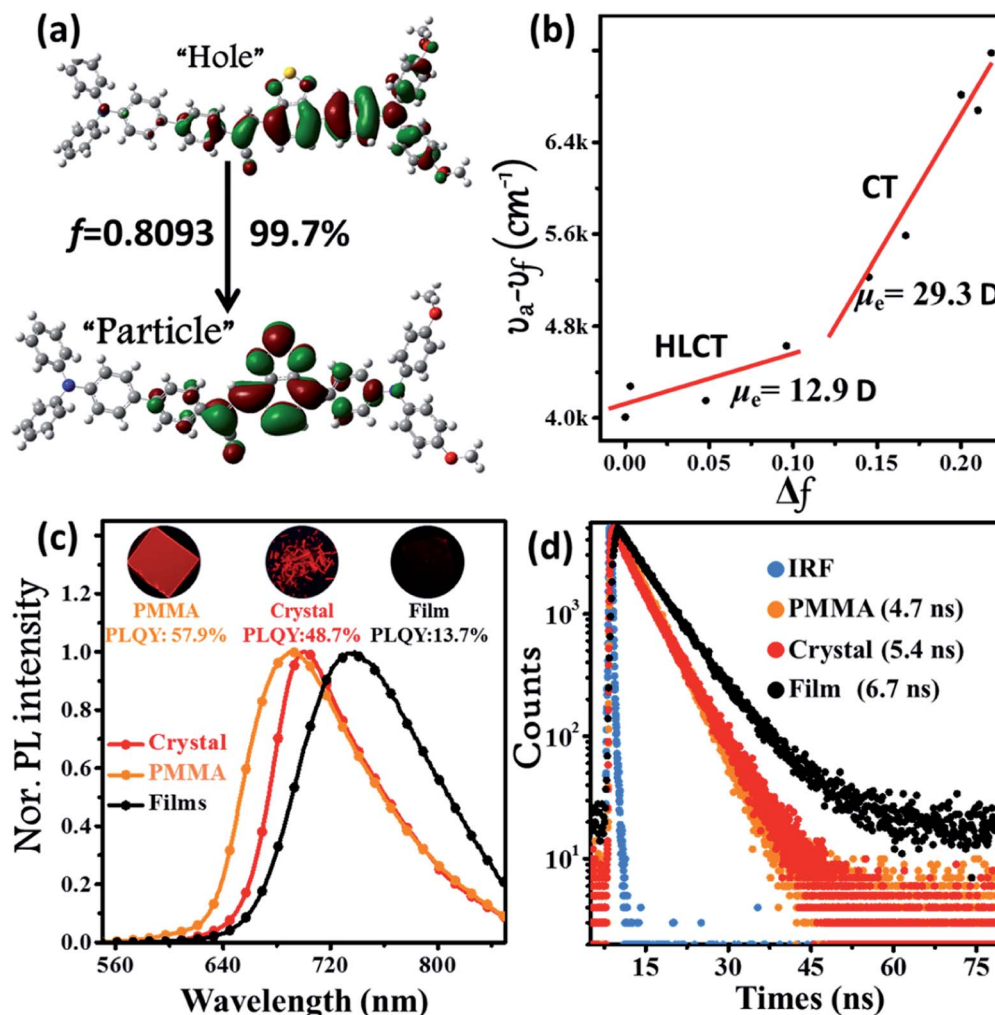 (a)
"Hole"
f=0.8093 99.7%
"Particle"
(b)
υa-υf (cm⁻¹)
6.4k
5.6k
4.8k
4.0k
CT
μe= 29.3 D
HLCT
μe= 12.9 D
0.00 0.05 0.10 0.15 0.20
Δf
(c)
PMMA
PLQY: 57.9%
Crystal
PLQY:48.7%
Film
PLQY:13.7%
Nor. PL intensity
1.2
1.0
0.8
0.6
0.4
0.2
0.0
Crystal
PMMA
Films
560 640 720 800
Wavelength (nm)
(d)
IRF
PMMA (4.7 ns)
Crystal (5.4 ns)
Film (6.7 ns)
Counts
10³
10²
10¹
15 30 45 60 75
Times (ns)